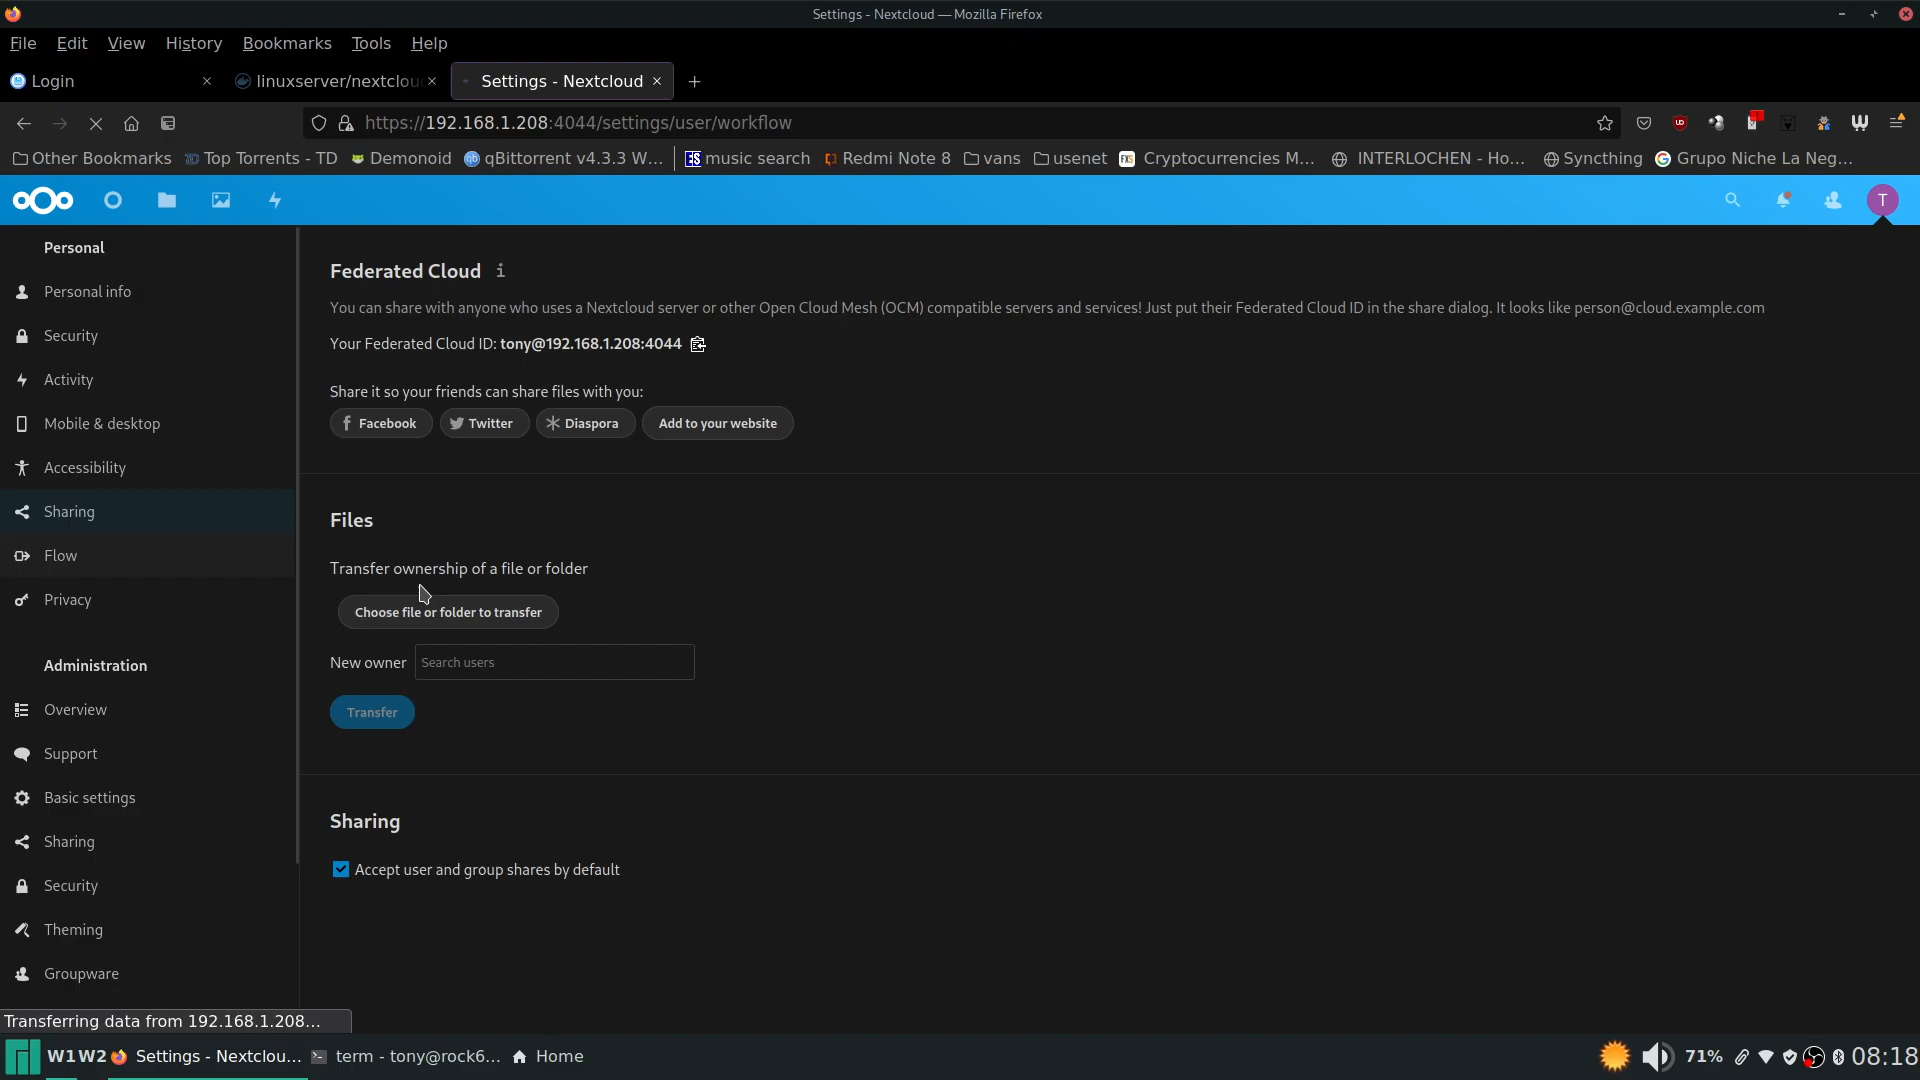 Settings - Nextcloud — Mozilla Firefox
File Edit View History Bookmarks Tools Help
Login linuxserver/nextclou Settings - Nextcloud
https://192.168.1.208:4044/settings/user/workflow
Other Bookmarks Top Torrents - TD Demonoid qBittorrent v4.3.3 W... ES music search Redmi Note 8 vans usenet FXS Cryptocurrencies M... INTERLOCHEN - Ho... Syncthing Grupo Niche La Neg...
T
Personal
Personal info
Security
Activity
Mobile & desktop
Accessibility
Sharing
Flow
Privacy
Administration
Overview
Support
Basic settings
Sharing
Security
Theming
Groupware
Federated Cloud
You can share with anyone who uses a Nextcloud server or other Open Cloud Mesh (OCM) compatible servers and services! Just put their Federated Cloud ID in the share dialog. It looks like person@cloud.example.com
Your Federated Cloud ID: tony@192.168.1.208:4044
Share it so your friends can share files with you:
Facebook Twitter Diaspora Add to your website
Files
Transfer ownership of a file or folder
Choose file or folder to transfer
New owner Search users
Transfer
Sharing
Accept user and group shares by default
Transferring data from 192.168.1.208...
W1 W2 Settings - Nextclou... term - tony@rock6... Home 71% 08:18